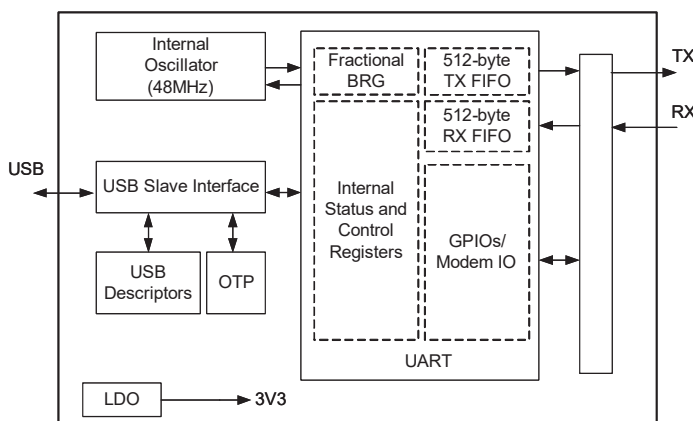 Internal
Oscillator
(48MHz)
Fractional
BRG
512-byte
TX FIFO
TX
512-byte
RX FIFO
RX
USB
USB Slave Interface
Internal
Status and
Control
Registers
GPIOs/
Modem IO
USB
Descriptors
OTP
UART
LDO
3V3